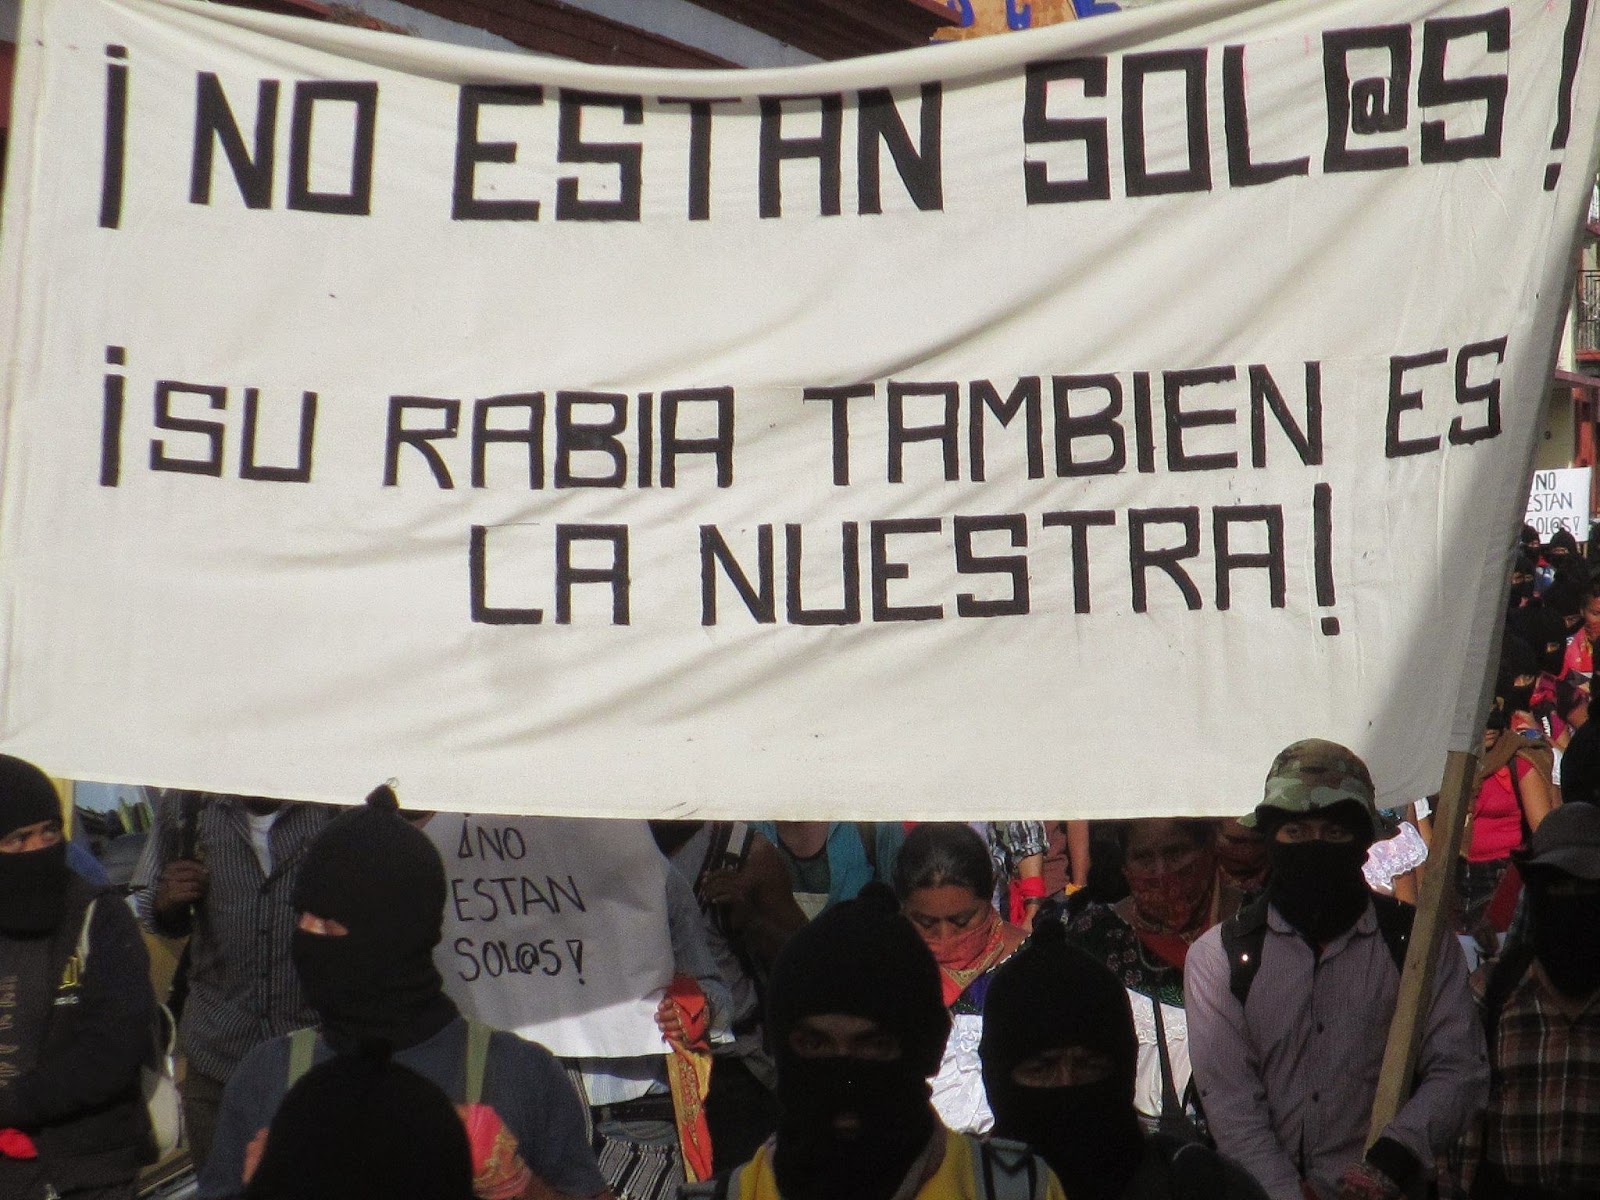 ¡NO ESTAN SOL@S!
¡SU RABIA TAMBIEN ES
LA NUESTRA!
NO
ESTAN
SOL@S!
¡NO
ESTAN
SOL@S!